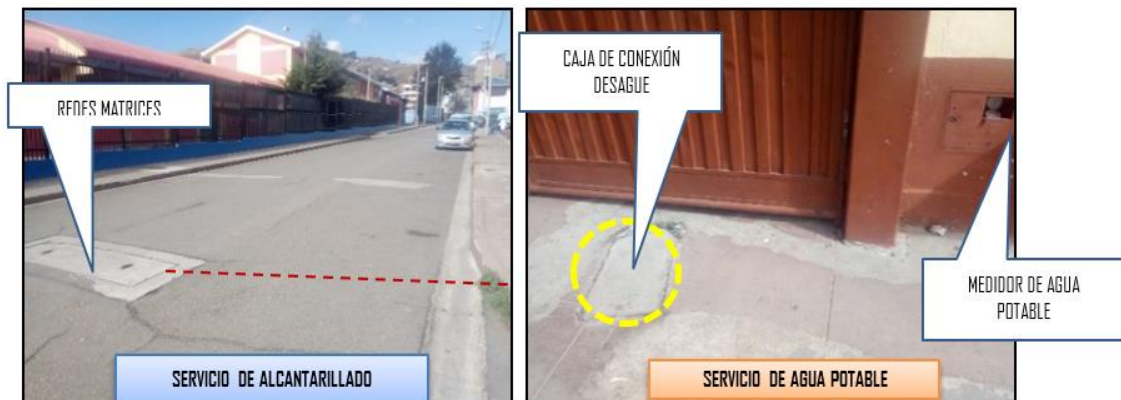 REDES MATRICES
SERVICIO DE ALCANTARILLADO
CAJA DE CONEXIÓN
DESAGUE
MEDIDOR DE AGUA
POTABLE
SERVICIO DE AGUA POTABLE